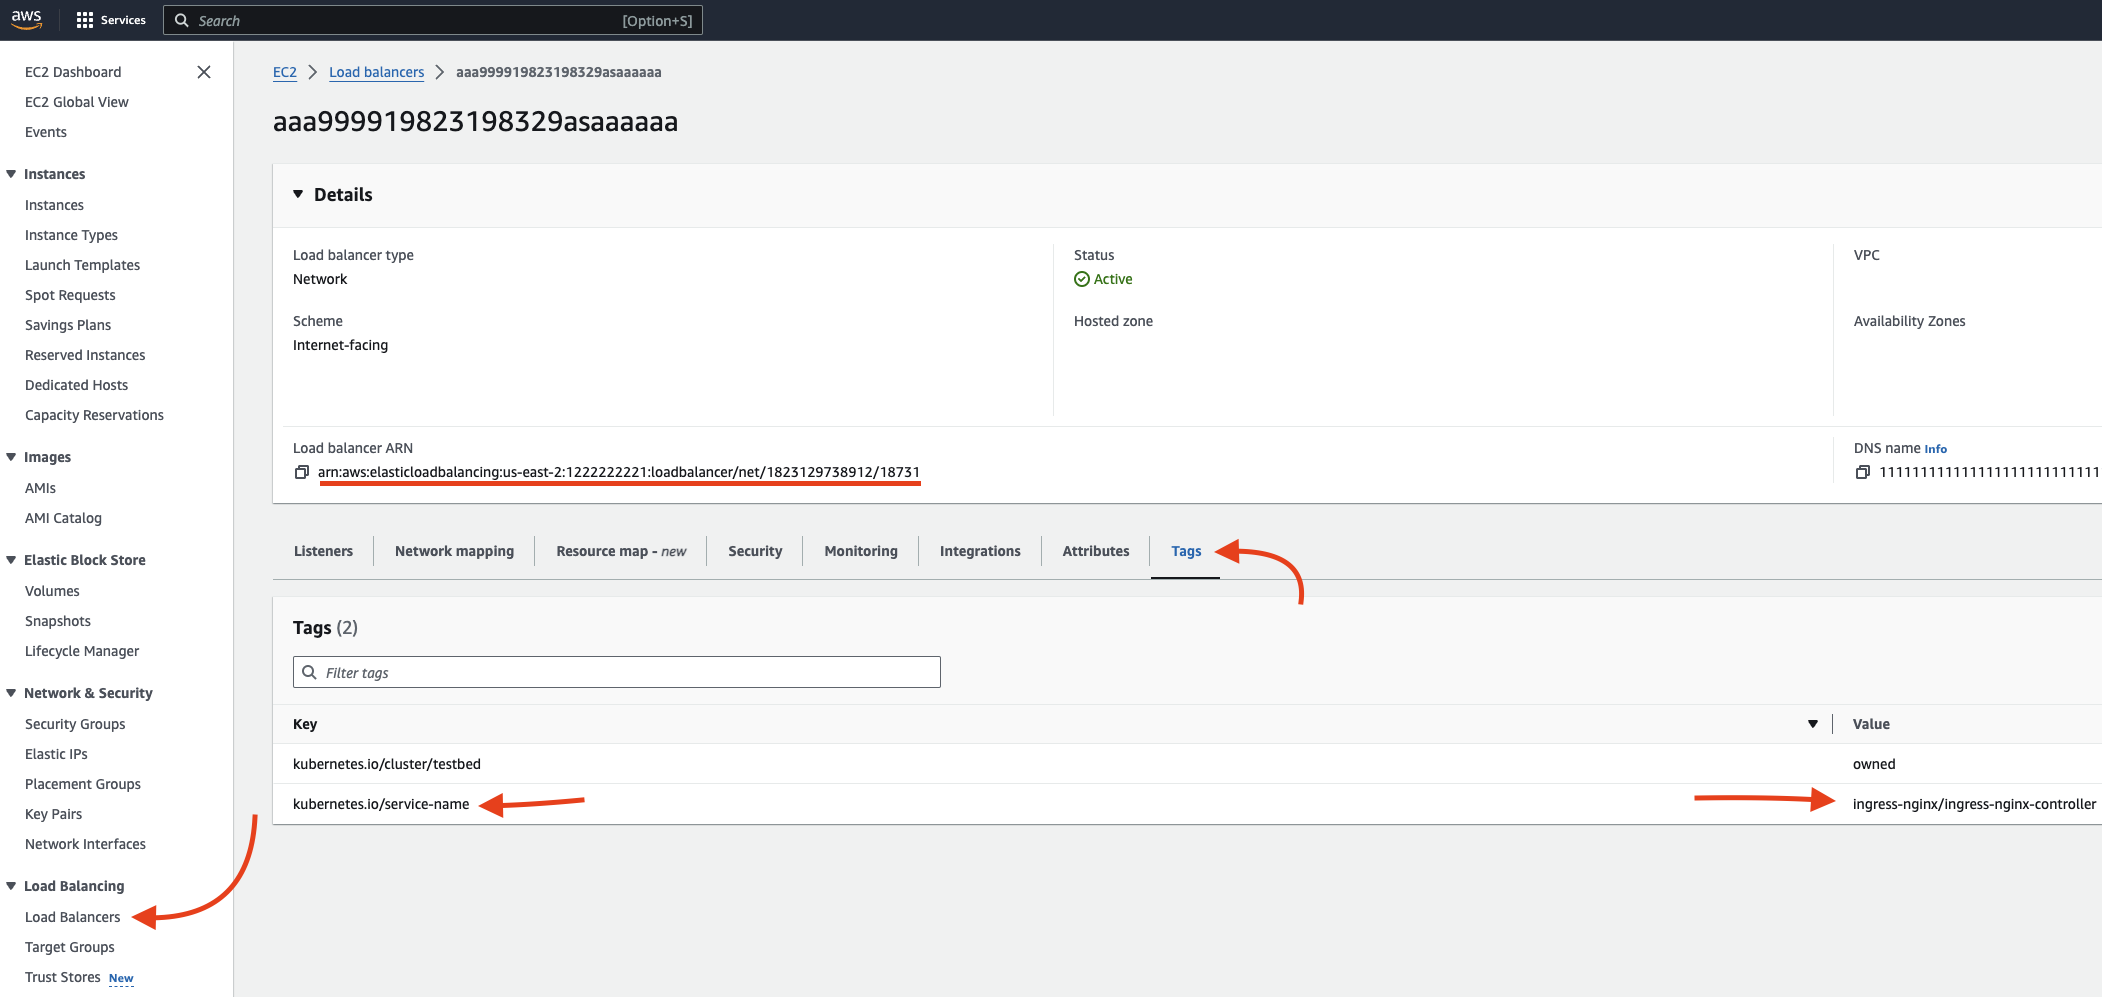 aws
Services
Search
[Option+S]
EC2 Dashboard
EC2 Global View
Events
Instances
Instances
Instance Types
Launch Templates
Spot Requests
Savings Plans
Reserved Instances
Dedicated Hosts
Capacity Reservations
Images
AMIs
AMI Catalog
Elastic Block Store
Volumes
Snapshots
Lifecycle Manager
Network & Security
Security Groups
Elastic IPs
Placement Groups
Key Pairs
Network Interfaces
Load Balancing
Load Balancers
Target Groups
Trust Stores New
EC2 > Load balancers > aaa999919823198329asaaaaaa
aaa999919823198329asaaaaaa
Details
Load balancer type
Network
Status
Active
VPC
Scheme
Internet-facing
Hosted zone
Availability Zones
Load balancer ARN
arn:aws:elasticloadbalancing:us-east-2:1222222221:loadbalancer/net/1823129738912/18731
DNS name Info
Listeners
Network mapping
Resource map - new
Security
Monitoring
Integrations
Attributes
Tags
Tags (2)
Filter tags
Key
Value
kubernetes.io/cluster/testbed
owned
kubernetes.io/service-name
ingress-nginx/ingress-nginx-controller